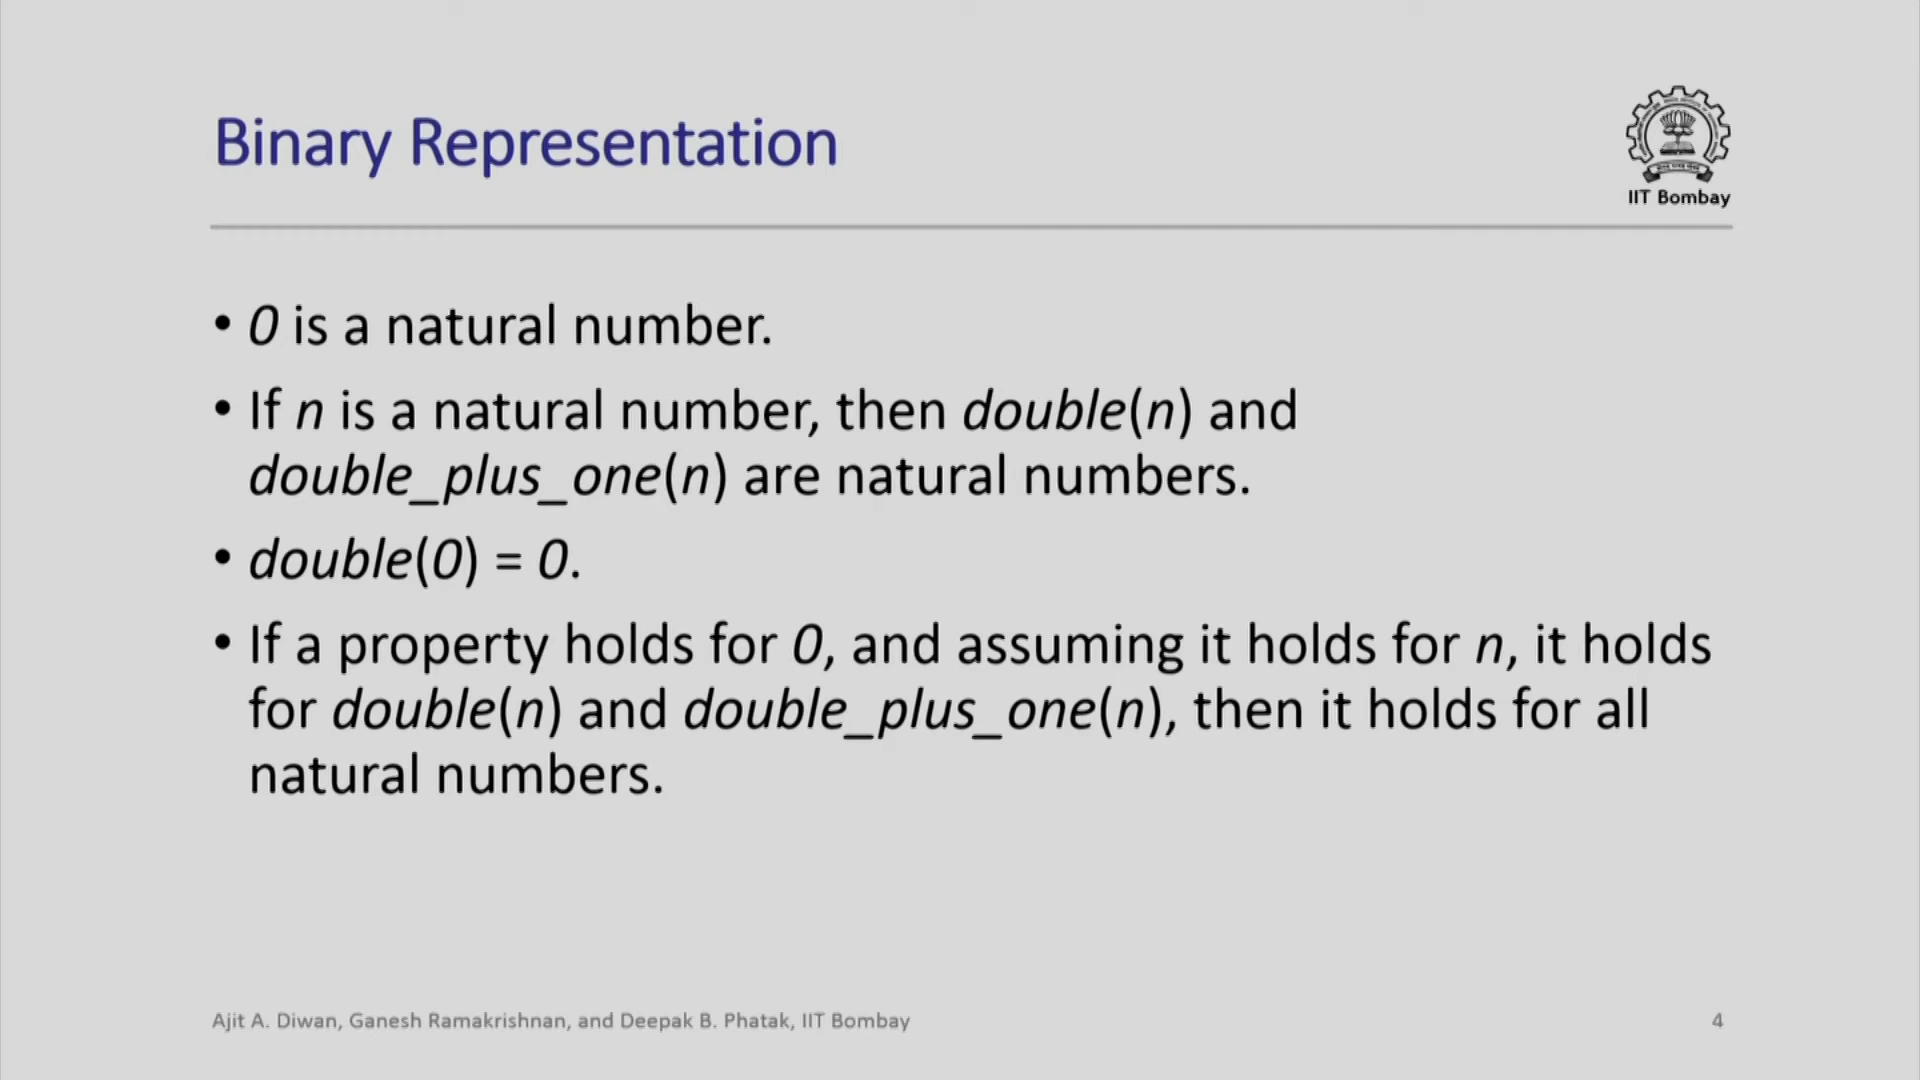 Binary Representation
IIT Bombay
• 0 is a natural number.
• If n is a natural number, then double(n) and
double_plus_one(n) are natural numbers.
• double(0) = 0.
• If a property holds for 0, and assuming it holds for n, it holds
for double(n) and double_plus_one(n), then it holds for all
natural numbers.
Ajit A. Diwan, Ganesh Ramakrishnan, and Deepak B. Phatak, IIT Bombay
4